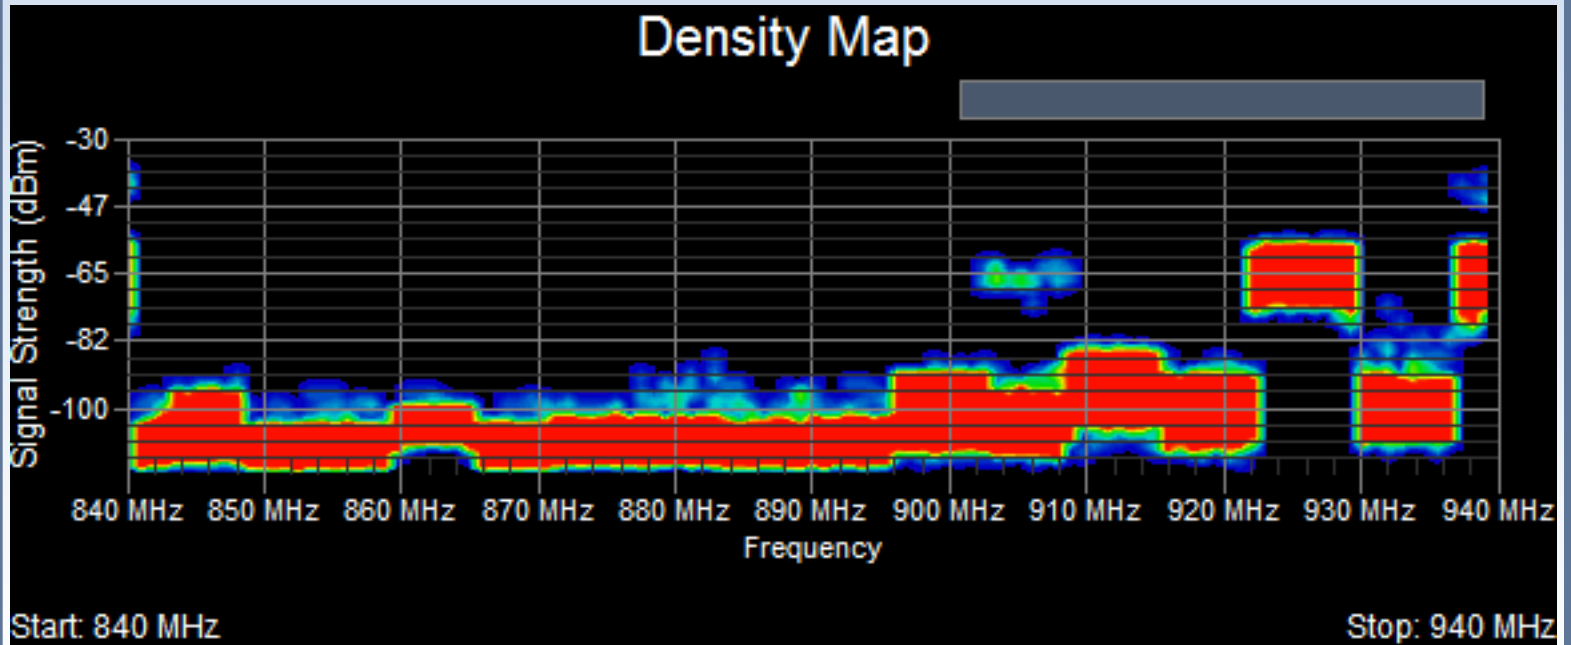 Density Map
Signal Strength (dBm)
-30
-47
-65
-82
-100
840 MHz 850 MHz 860 MHz 870 MHz 880 MHz 890 MHz 900 MHz 910 MHz 920 MHz 930 MHz 940 MHz
Frequency
Start: 840 MHz Stop: 940 MHz